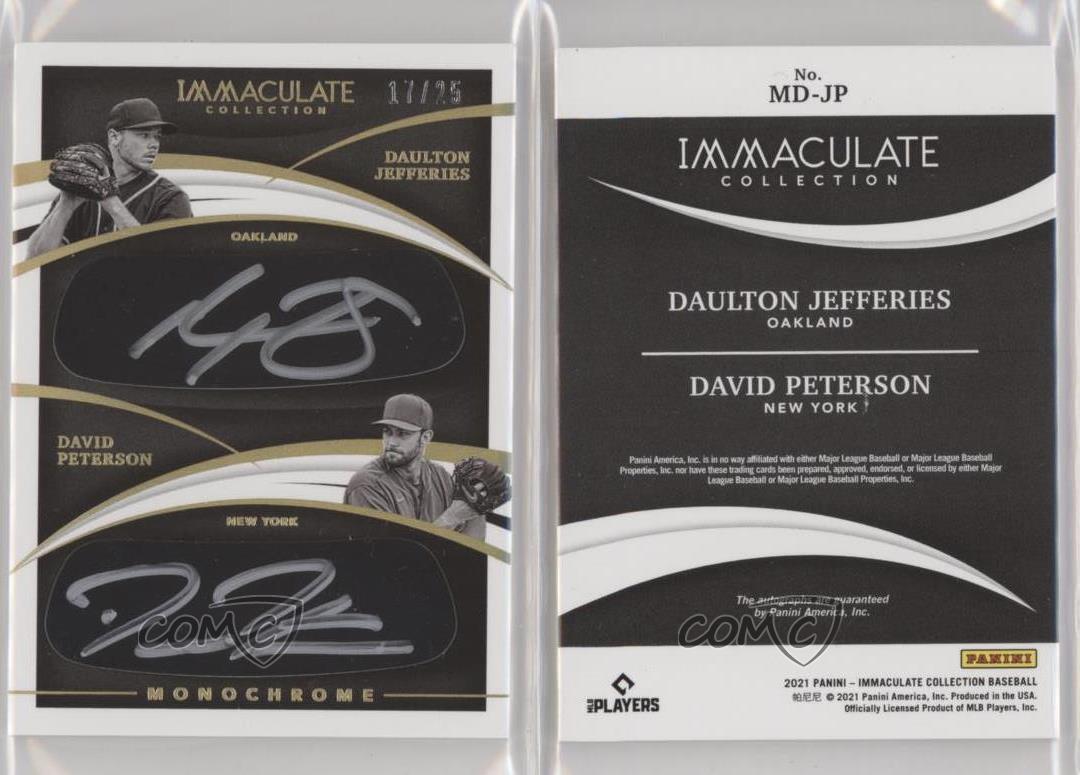 IMMACULATE
COLLECTION
17/25
DAULTON
JEFFERIES
OAKLAND
DAVID
PETERSON
NEW YORK
COMC
MONOCHROME
No.
MD-JP
IMMACULATE
COLLECTION
DAULTON JEFFERIES
OAKLAND
DAVID PETERSON
NEW YORK
Panini America, Inc. is in no way affiliated with either Major League Baseball or Major League Baseball
Properties, Inc. nor have these trading cards been prepared, approved, endorsed, or licensed by either Major
League Baseball or Major League Baseball Properties, Inc.
The autographs are guaranteed
by Panini America, Inc.
COMC
PANINI
2021 PANINI – IMMACULATE COLLECTION BASEBALL
帕尼尼 © 2021 Panini America, Inc. Produced in the USA.
Officially Licensed Product of MLB Players, Inc.
MLB PLAYERS